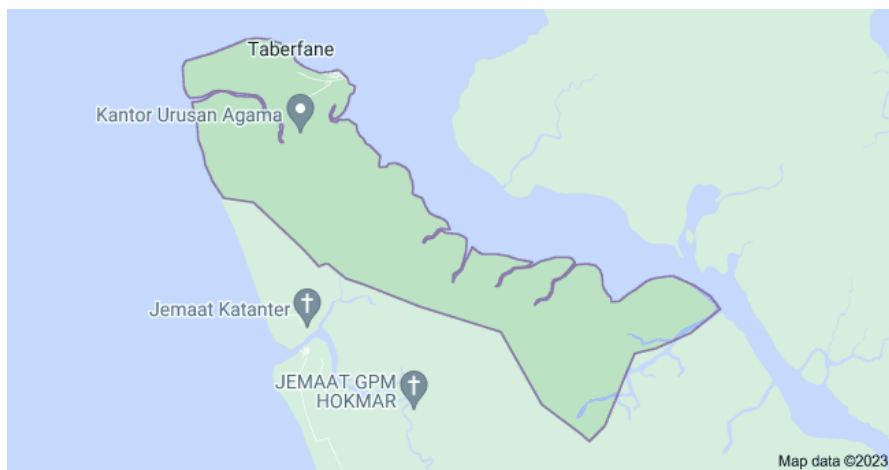 Taberfane
Kantor Urusan Agama
Jemaat Katanter
JEMAAT GPM
HOKMAR
Map data ©2023